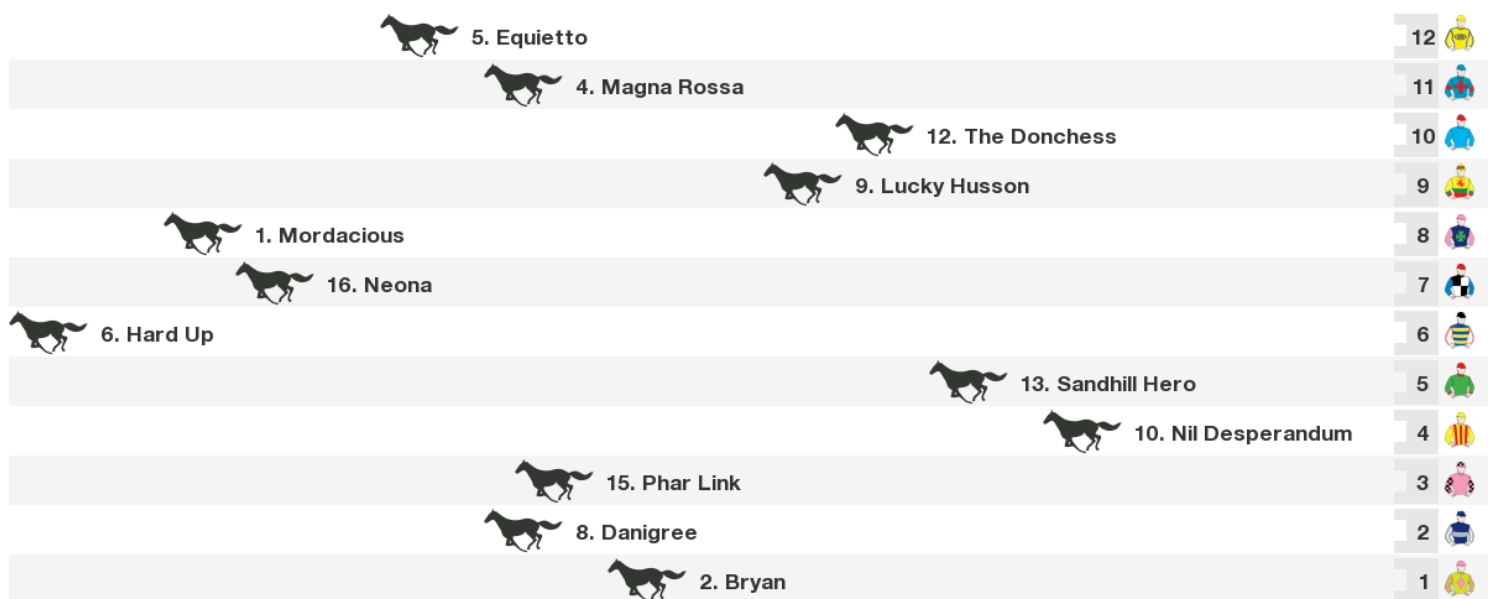 5. Equietto 12
4. Magna Rossa 11
12. The Donchess 10
9. Lucky Husson 9
1. Mordacious 8
16. Neona 7
6. Hard Up 6
13. Sandhill Hero 5
10. Nil Desperandum 4
15. Phar Link 3
8. Danigree 2
2. Bryan 1